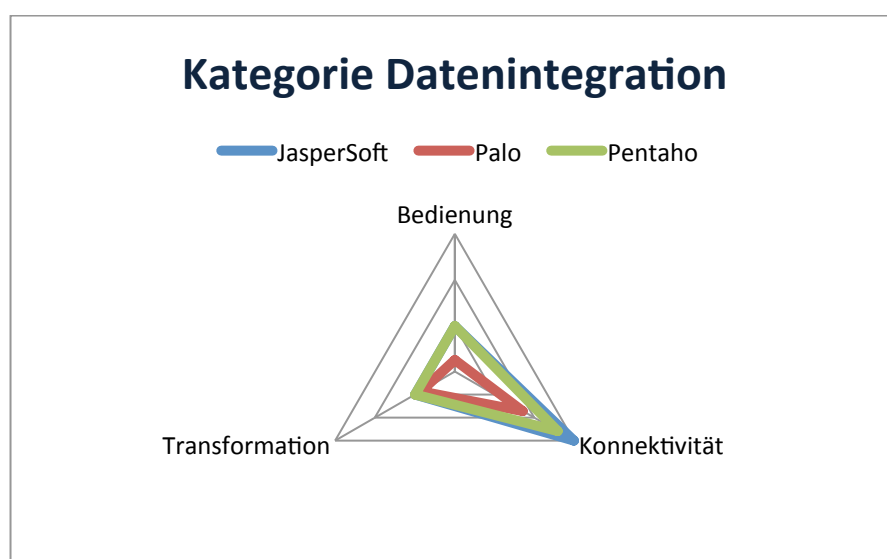 Kategorie Datenintegration
JasperSoft Palo Pentaho
Bedienung
Transformation Konnektivität